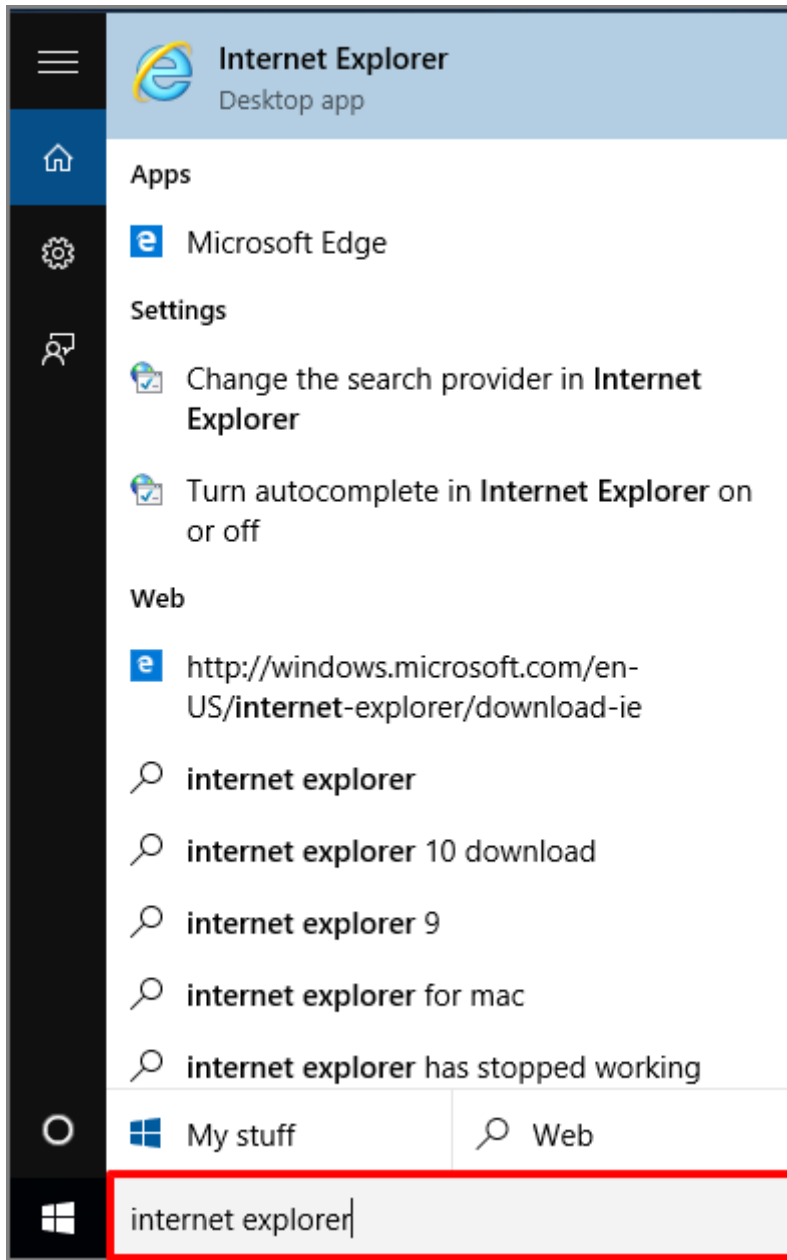 Internet Explorer
Desktop app
Apps
Microsoft Edge
Settings
Change the search provider in Internet
Explorer
Turn autocomplete in Internet Explorer on
or off
Web
http://windows.microsoft.com/en-
US/internet-explorer/download-ie
internet explorer
internet explorer 10 download
internet explorer 9
internet explorer for mac
internet explorer has stopped working
My stuff
Web
internet explorer